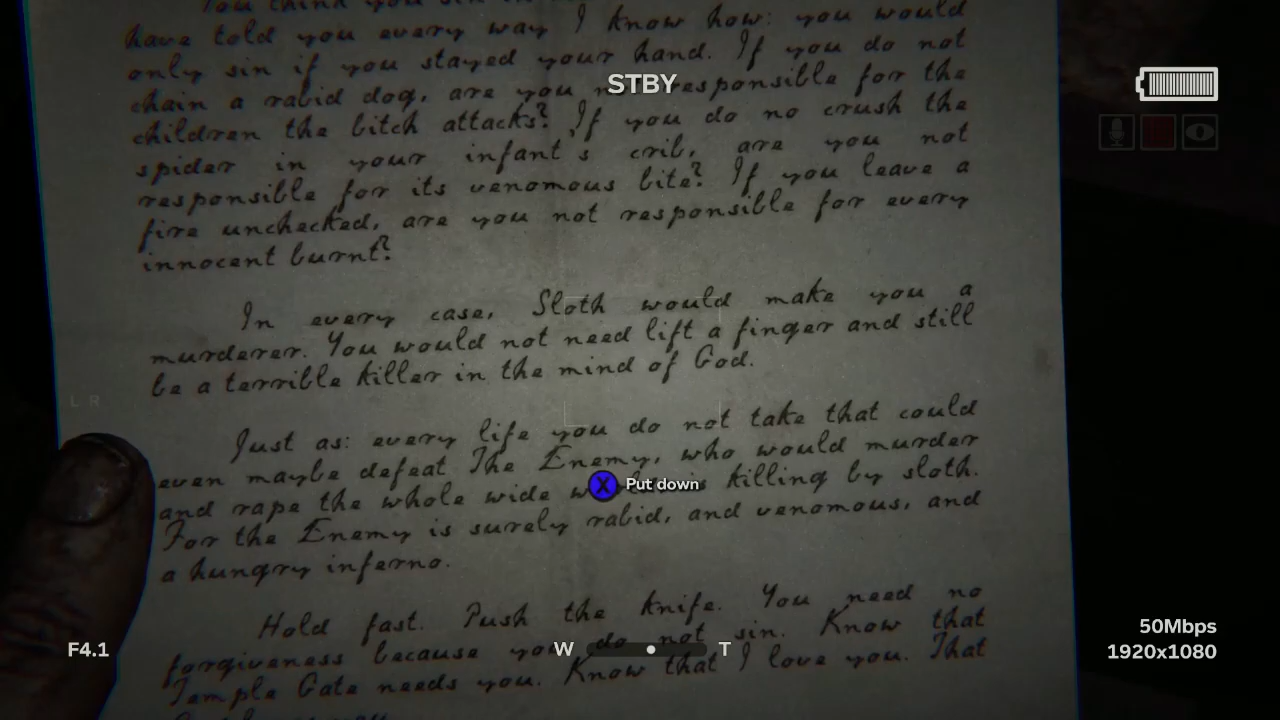 You think you sin in
have told you every way I know how: you would
only sin if you stayed your hand. If you do not
chain a rabid dog, are you responsible for the
children the bitch attacks? If you do no crush the
spider in your infant's crib, are you not
responsible for its venomous bite? If you leave a
fire unchecked, are you not responsible for every
innocent burnt?
In every case, Sloth would make you a
murderer. You would not need lift a finger and still
be a terrible killer in the mind of God.
Just as: every life you do not take that could
even maybe defeat The Enemy, who would murder
and rape the whole wide killing by sloth.
For the Enemy is surely rabid, and venomous, and
a hungry inferno.
Hold fast. Push the knife. You need no
forgiveness because you do not sin. Know that
Temple Gate needs you. Know that I love you. That
STBY
L R
X Put down
F4.1
W T
50Mbps
1920x1080